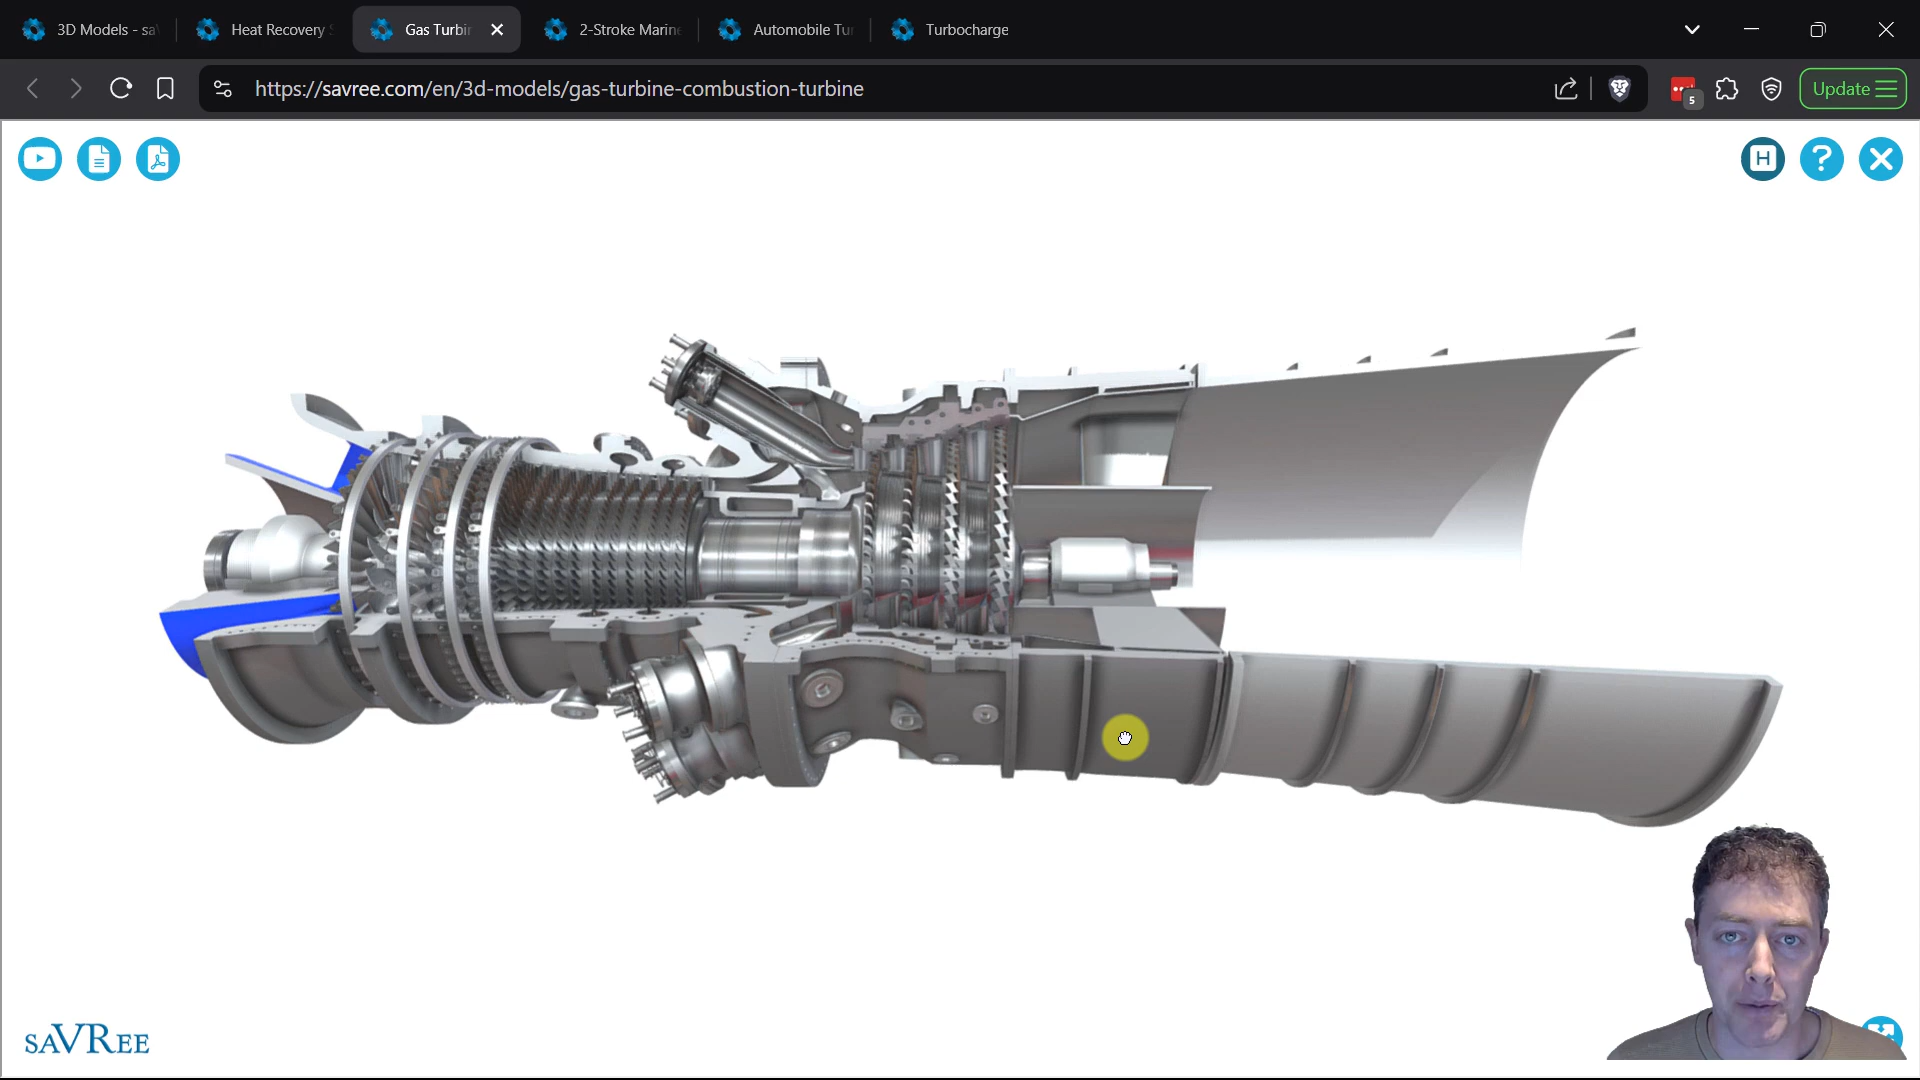 3D Models - sa
Heat Recovery
Gas Turbi
2-Stroke Marine
Automobile Tu
Turbocharge
https://savree.com/en/3d-models/gas-turbine-combustion-turbine
5
Update
H
?
saVRee